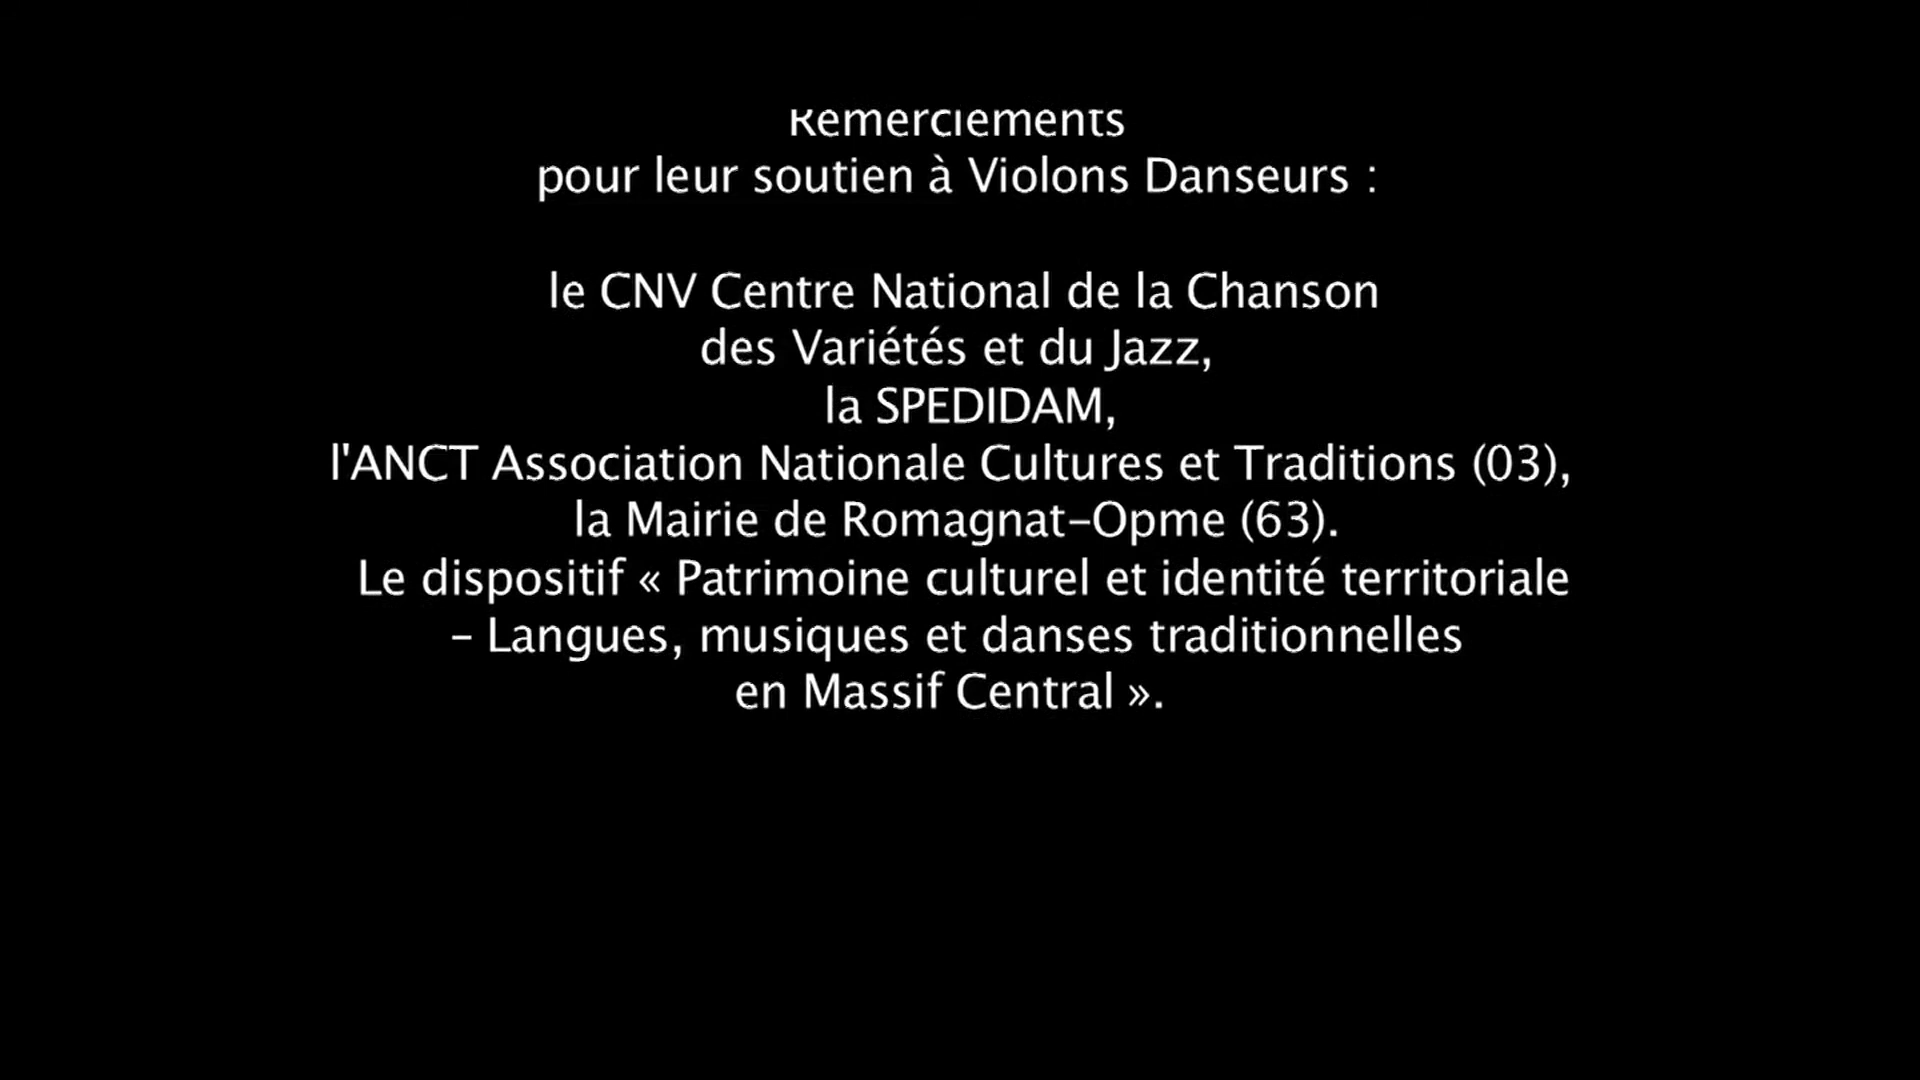 Remerciements
pour leur soutien à Violons Danseurs :
le CNV Centre National de la Chanson
des Variétés et du Jazz,
la SPEDIDAM,
l'ANCT Association Nationale Cultures et Traditions (03),
la Mairie de Romagnat-Opme (63).
Le dispositif « Patrimoine culturel et identité territoriale
– Langues, musiques et danses traditionnelles
en Massif Central ».